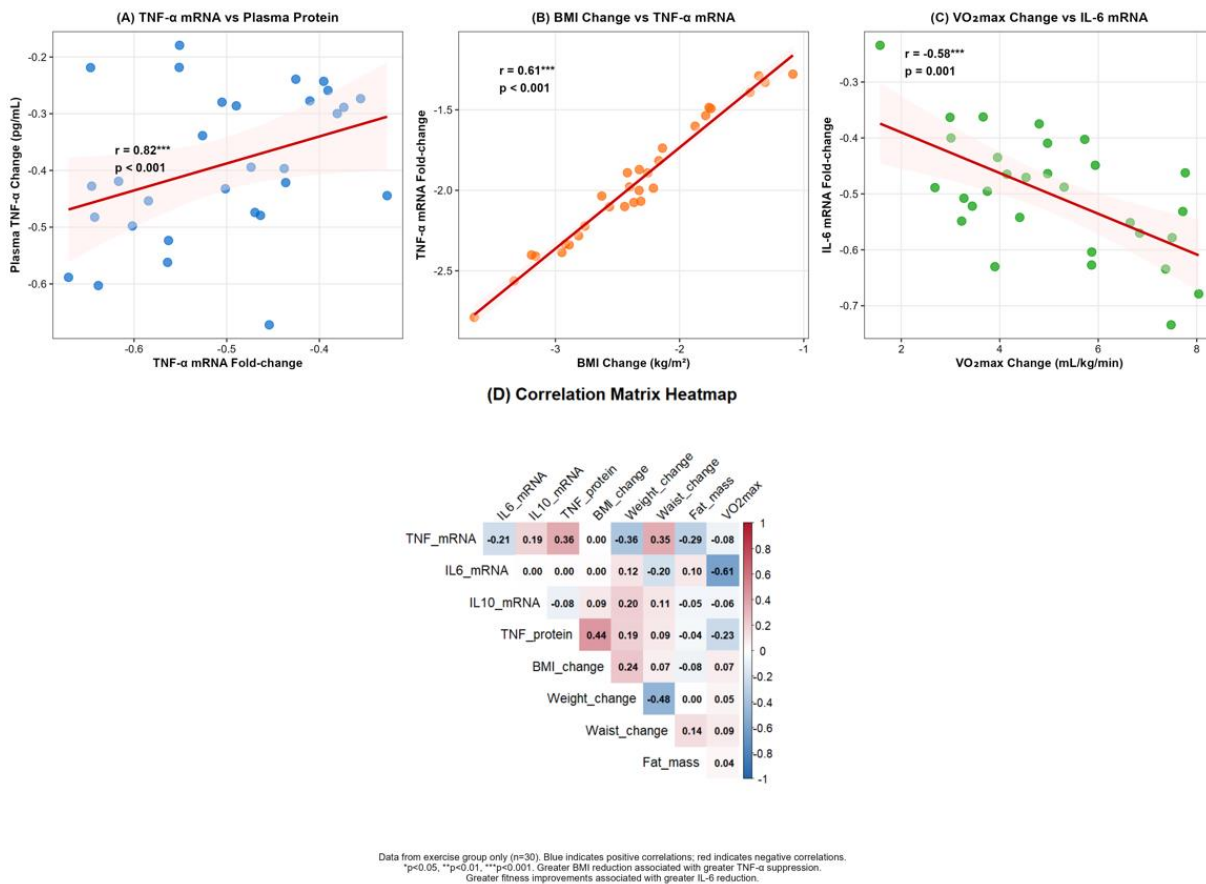 (A) TNF-α mRNA vs Plasma Protein
r = 0.82***
p < 0.001
Plasma TNF-α Change (pg/mL)
-0.2
-0.3
-0.4
-0.5
-0.6
-0.6
-0.5
-0.4
TNF-α mRNA Fold-change
(B) BMI Change vs TNF-α mRNA
r = 0.61***
p < 0.001
TNF-α mRNA Fold-change
-1.5
-2.0
-2.5
-3
-2
-1
BMI Change (kg/m²)
(C) VO₂max Change vs IL-6 mRNA
r = -0.58***
p = 0.001
IL-6 mRNA Fold-change
-0.3
-0.4
-0.5
-0.6
-0.7
2
4
6
8
VO₂max Change (mL/kg/min)
(D) Correlation Matrix Heatmap
IL6_mRNA
IL10_mRNA
TNF_protein
BMI_change
Weight_change
Waist_change
Fat_mass
VO2max
TNF_mRNA -0.21 0.19 0.36 0.00 -0.36 0.35 -0.29 -0.08
IL6_mRNA 0.00 0.00 0.00 0.12 -0.20 0.10 -0.61
IL10_mRNA -0.08 0.09 0.20 0.11 -0.05 -0.06
TNF_protein 0.44 0.19 0.09 -0.04 -0.23
BMI_change 0.24 0.07 -0.08 0.07
Weight_change -0.48 0.00 0.05
Waist_change 0.14 0.09
Fat_mass 0.04
1
0.8
0.6
0.4
0.2
0
-0.2
-0.4
-0.6
-0.8
-1
Data from exercise group only (n=30). Blue indicates positive correlations; red indicates negative correlations.
*p<0.05, **p<0.01, ***p<0.001. Greater BMI reduction associated with greater TNF-α suppression.
Greater fitness improvements associated with greater IL-6 reduction.